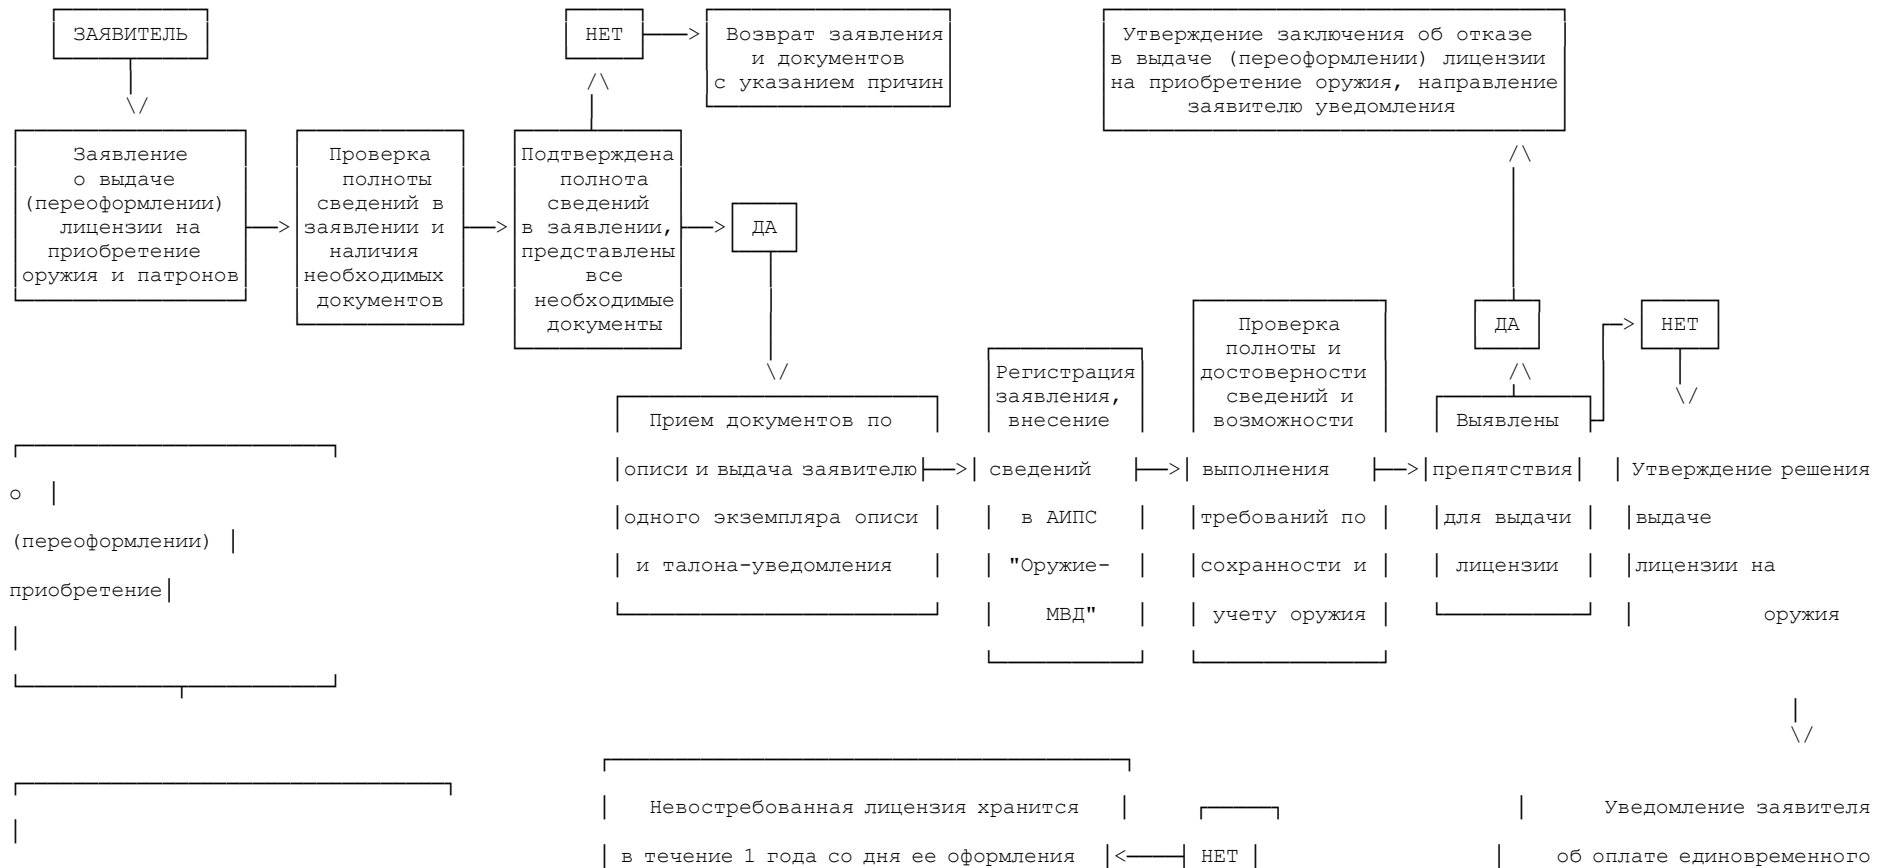 ЗАЯВИТЕЛЬ
НЕТ
Возврат заявления
и документов
с указанием причин
Утверждение заключения об отказе
в выдаче (переоформлении) лицензии
на приобретение оружия, направление
заявителю уведомления
Заявление
о выдаче
(переоформлении)
лицензии на
приобретение
оружия и патронов
Проверка
полноты
сведений в
заявлении и
наличия
необходимых
документов
Подтверждена
полнота
сведений
в заявлении,
представлены
все
необходимые
документы
ДА
ДА
НЕТ
Прием документов по
описи и выдача заявителю
одного экземпляра описи
и талона-уведомления
Регистрация
заявления,
внесение
сведений
в АИПС
"Оружие-
МВД"
Проверка
полноты и
достоверности
сведений и
возможности
выполнения
требований по
сохранности и
учету оружия
Выявлены
препятствия
для выдачи
лицензии
Утверждение решения
о
выдаче
(переоформлении)
лицензии на
приобретение
оружия
Невостребованная лицензия хранится
в течение 1 года со дня ее оформления
НЕТ
Уведомление заявителя
об оплате единовременного